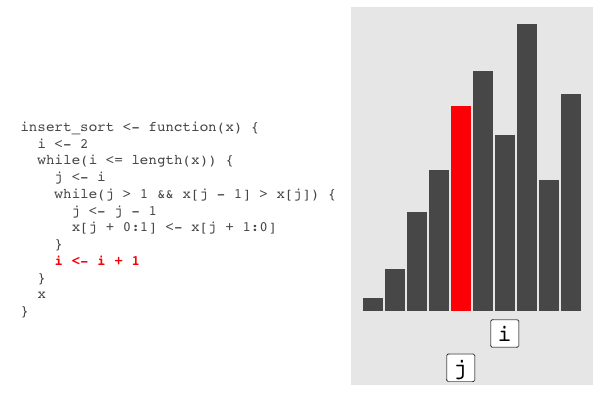 insert_sort <- function(x) {
  i <- 2
  while(i <= length(x)) {
    j <- i
    while(j > 1 && x[j - 1] > x[j]) {
      j <- j - 1
      x[j + 0:1] <- x[j + 1:0]
    }
    i <- i + 1
  }
  x
}
i
j